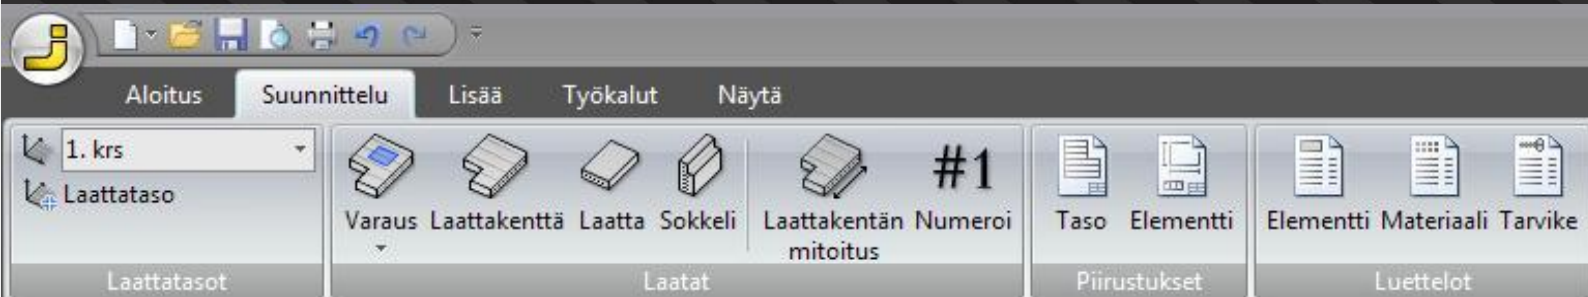 Aloitus Suunnittelu Lisää Työkalut Näytä
1. krs
Laattataso
Laattatasot
Varaus Laattakenttä Laatta Sokkeli Laattakentän mitoitus #1 Numeroi
Laatat
Taso Elementti
Piirustukset
Elementti Materiaali Tarvike
Luettelot